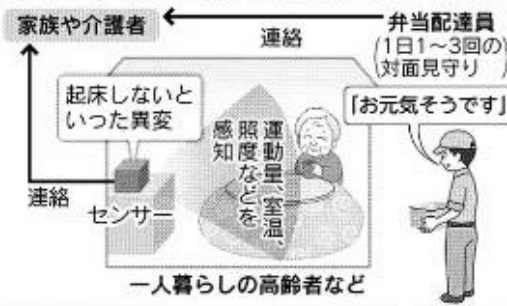 家族や介護者
連絡
弁当配達員
(1日1〜3回の
対面見守り)
「お元気そうです」
起床しないと
いった異変
運動量、室温、
照度などを
感知
連絡
センサー
一人暮らしの高齢者など